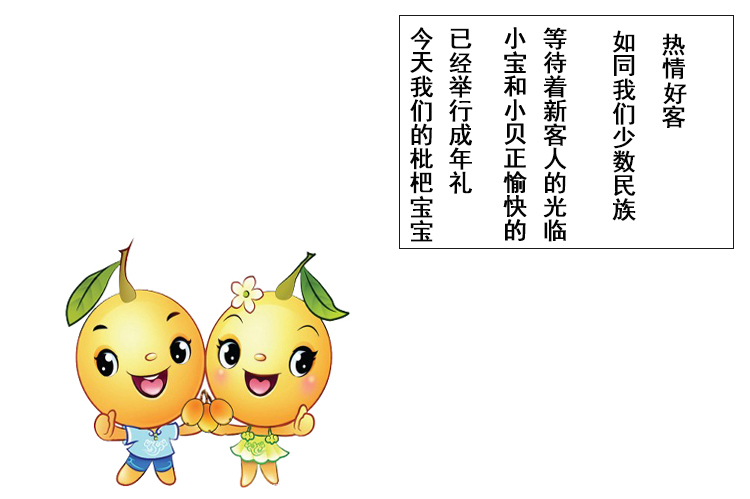 今天我们的枇杷宝宝
已经举行成年礼
小宝和小贝正愉快的
等待着新客人的光临
如同我们少数民族
热情好客